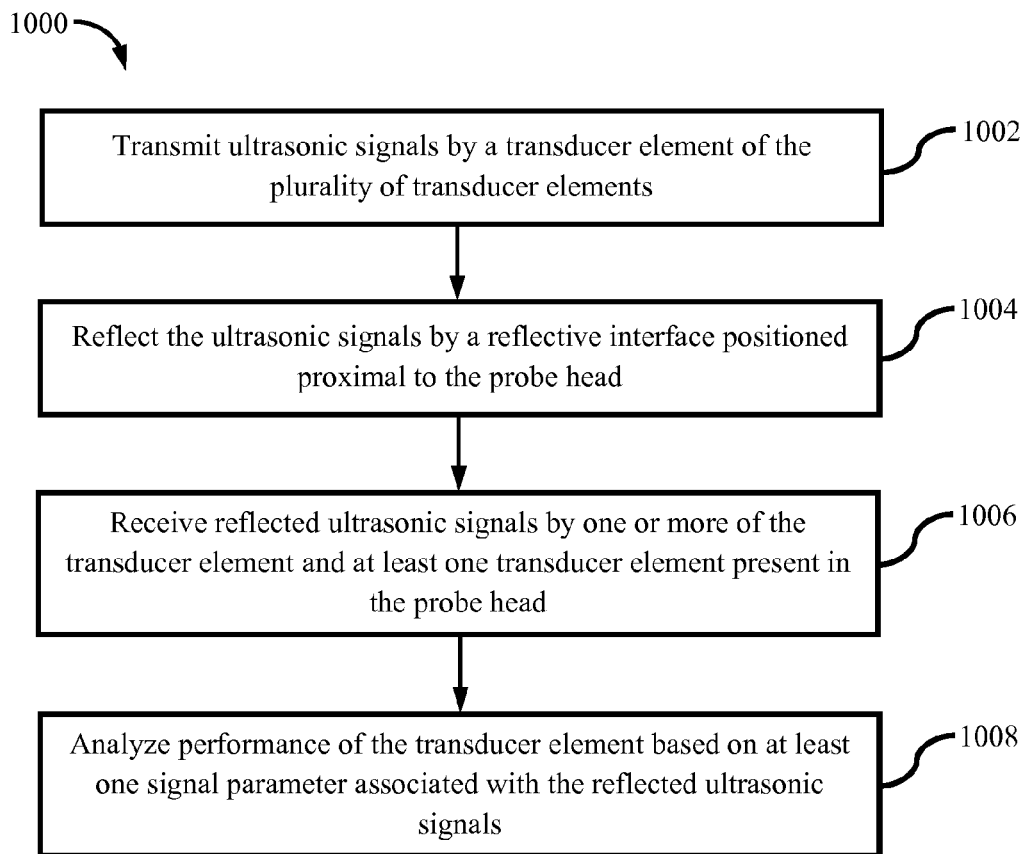 1000
Transmit ultrasonic signals by a transducer element of the
plurality of transducer elements
1002
Reflect the ultrasonic signals by a reflective interface positioned
proximal to the probe head
1004
Receive reflected ultrasonic signals by one or more of the
transducer element and at least one transducer element present in
the probe head
1006
Analyze performance of the transducer element based on at least
one signal parameter associated with the reflected ultrasonic
signals
1008